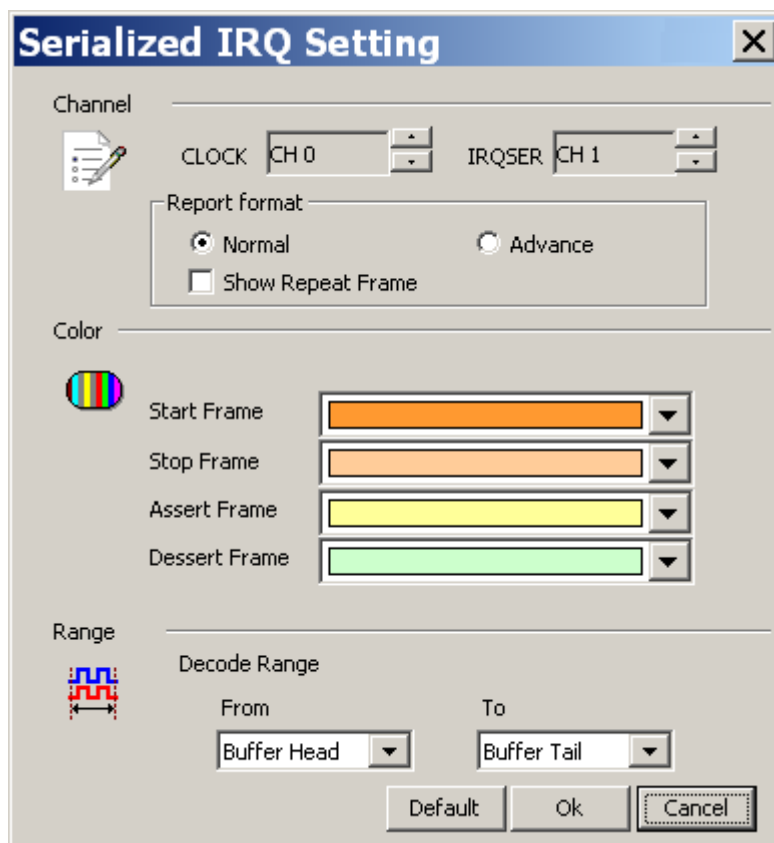 Serialized IRQ Setting
Channel
CLOCK CH 0 IRQSER CH 1
Report format
Normal Advance
Show Repeat Frame
Color
Start Frame
Stop Frame
Assert Frame
Dessert Frame
Range
Decode Range
From To
Buffer Head Buffer Tail
Default Ok Cancel